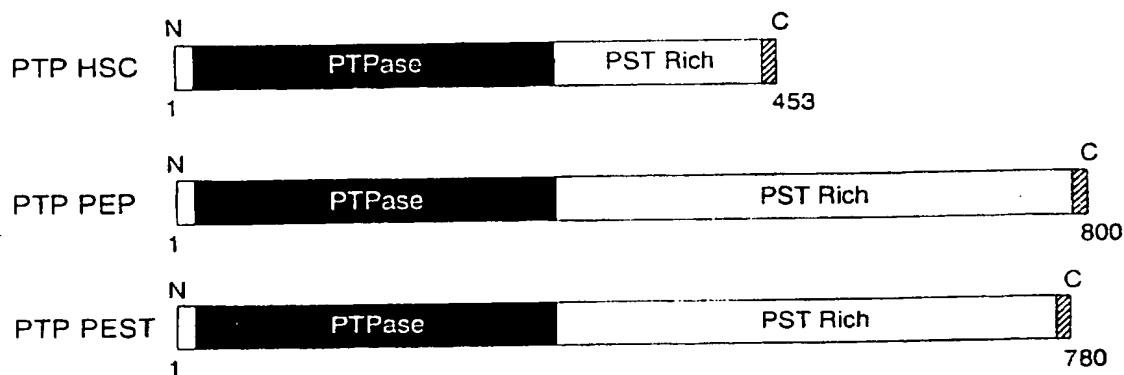 N C
PTP HSC PTPase PST Rich
1 453
N C
PTP PEP PTPase PST Rich
1 800
N C
PTP PEST PTPase PST Rich
1 780